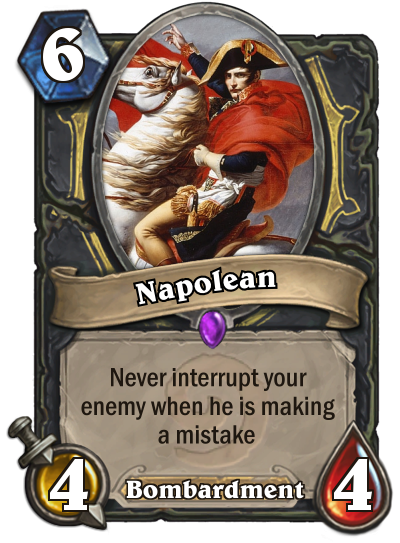 6
Napolean
Never interrupt your
enemy when he is making
a mistake
4
Bombardment
4